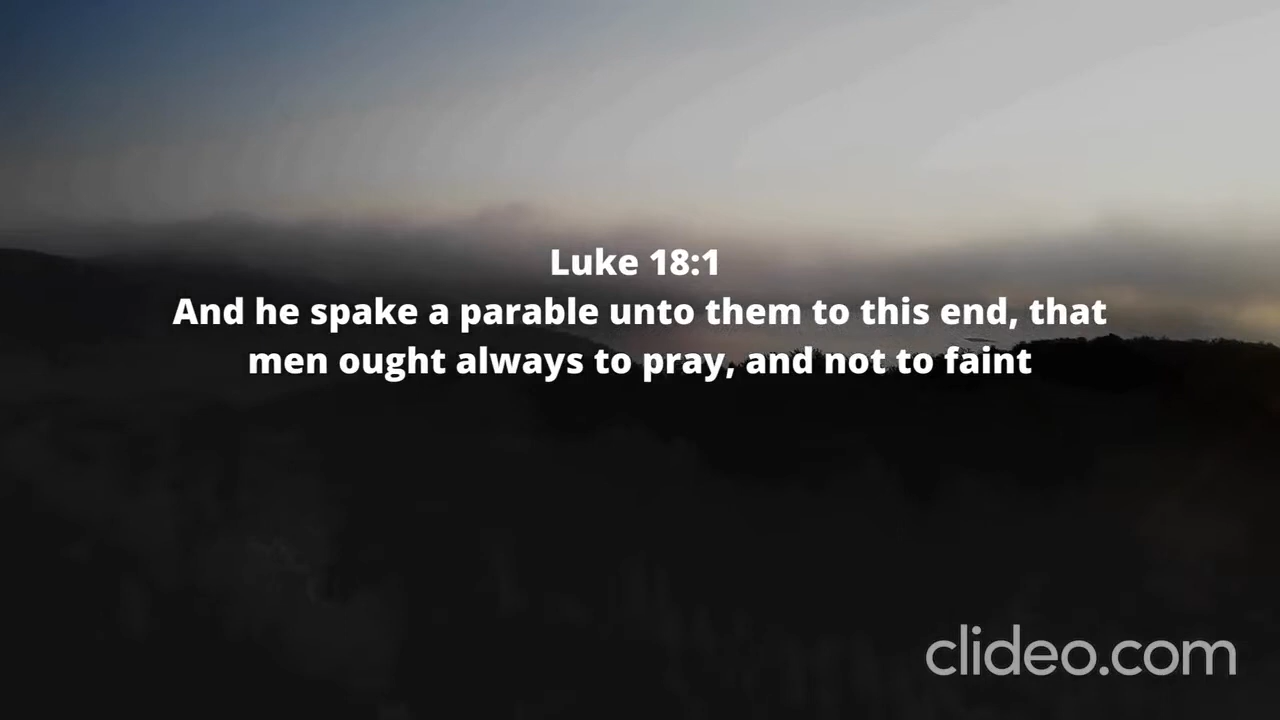 Luke 18:1
And he spake a parable unto them to this end, that
men ought always to pray, and not to faint
clideo.com